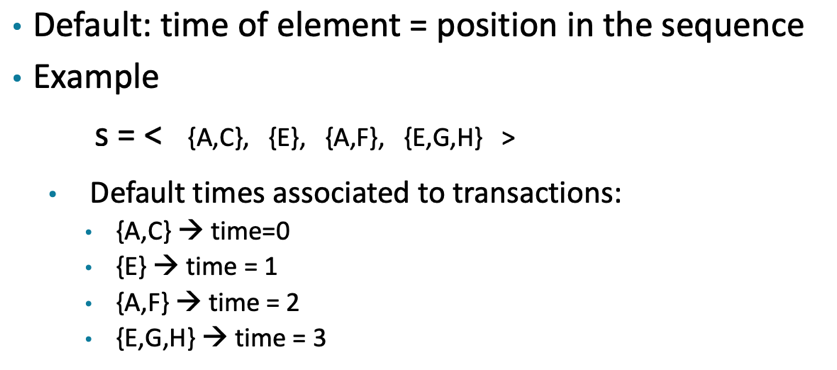 • Default: time of element = position in the sequence
• Example
s = < {A,C}, {E}, {A,F}, {E,G,H} >
• Default times associated to transactions:
• {A,C} → time=0
• {E} → time = 1
• {A,F} → time = 2
• {E,G,H} → time = 3